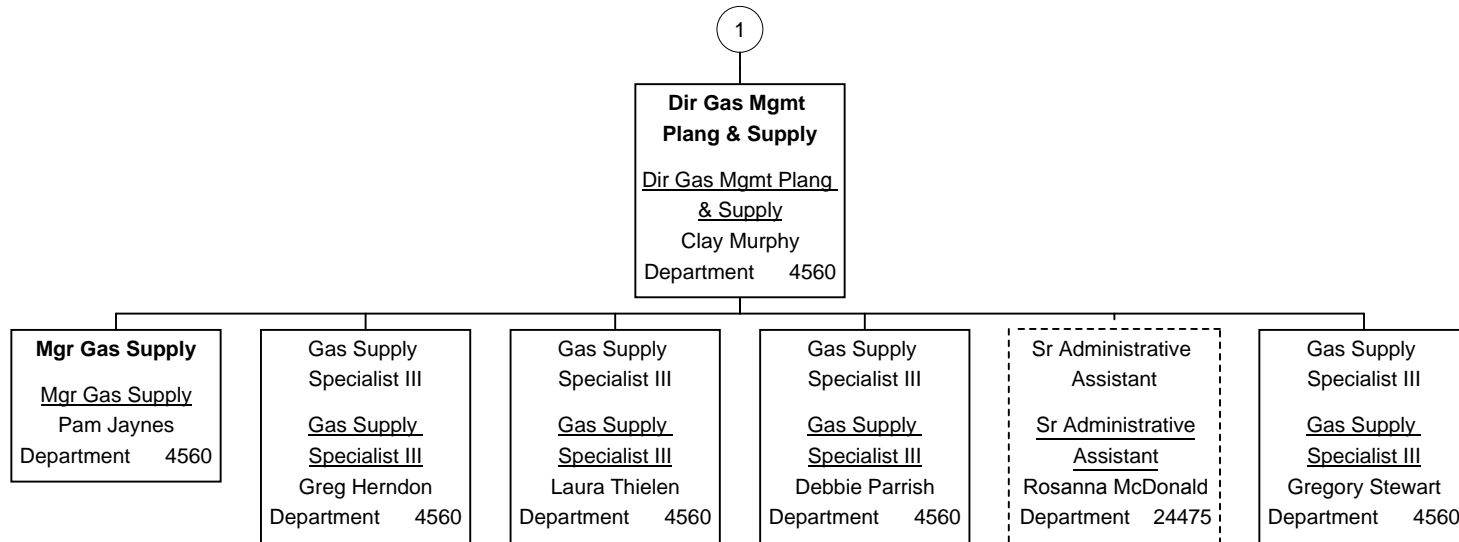 1
Dir Gas Mgmt
Plang & Supply
Dir Gas Mgmt Plang
& Supply
Clay Murphy
Department 4560
Mgr Gas Supply
Mgr Gas Supply
Pam Jaynes
Department 4560
Gas Supply
Specialist III
Gas Supply
Specialist III
Greg Herndon
Department 4560
Gas Supply
Specialist III
Gas Supply
Specialist III
Laura Thielen
Department 4560
Gas Supply
Specialist III
Gas Supply
Specialist III
Debbie Parrish
Department 4560
Sr Administrative
Assistant
Sr Administrative
Assistant
Rosanna McDonald
Department 24475
Gas Supply
Specialist III
Gas Supply
Specialist III
Gregory Stewart
Department 4560